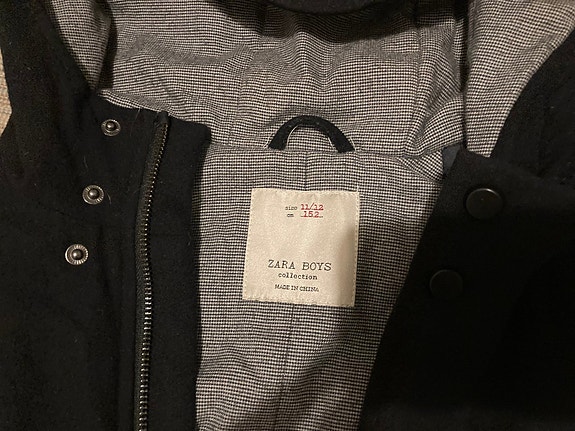 size 11/12
cm 152
ZARA BOYS
collection
MADE IN CHINA